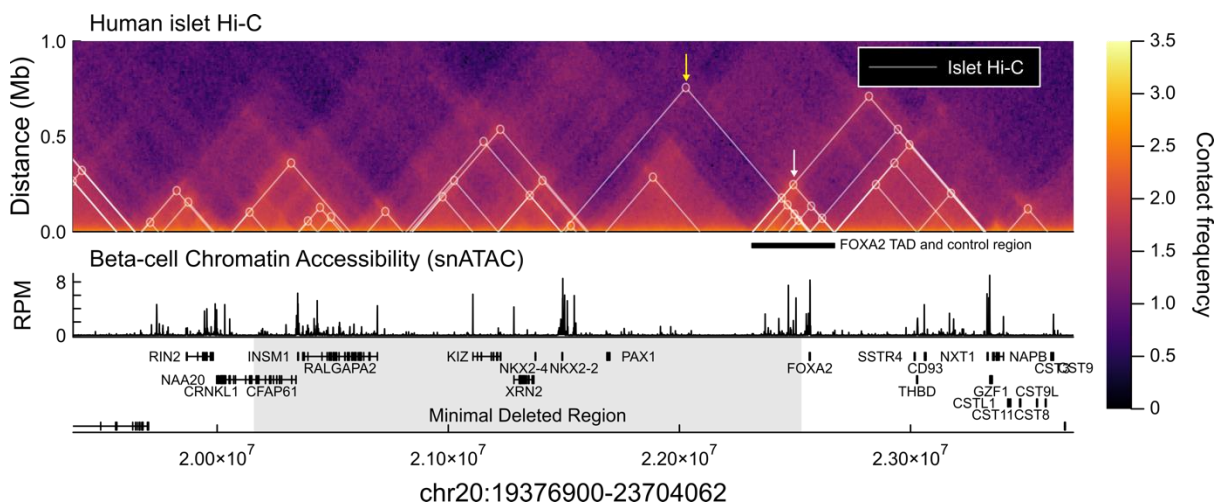 Human islet Hi-C
1.0
0.5
0.0
Distance (Mb)
Islet Hi-C
3.5
3.0
2.5
2.0
1.5
1.0
0.5
0
Contact frequency
FOXA2 TAD and control region
Beta-cell Chromatin Accessibility (snATAC)
8
0
RPM
RIN2 INSM1 KIZ PAX1 FOXA2 SSTR4 NXT1 NAPB CST3 CST9
RALGAPA2 NKX2-4 NKX2-2 CD93
NAA20 CFAP61 XRN2 THBD GZF1 CST9L
CRNKL1 CSTL1
Minimal Deleted Region CST11 CST8
2.00×10⁷ 2.10×10⁷ 2.20×10⁷ 2.30×10⁷
chr20:19376900-23704062